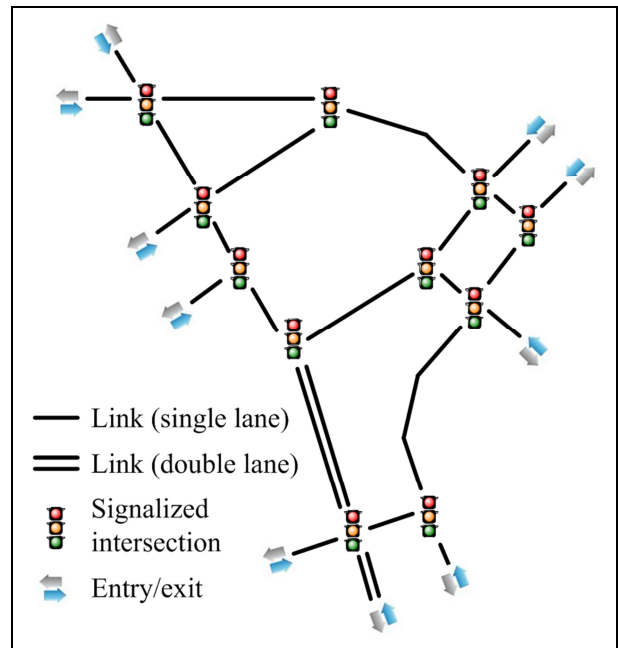 Link (single lane)
Link (double lane)
Signalized
intersection
Entry/exit